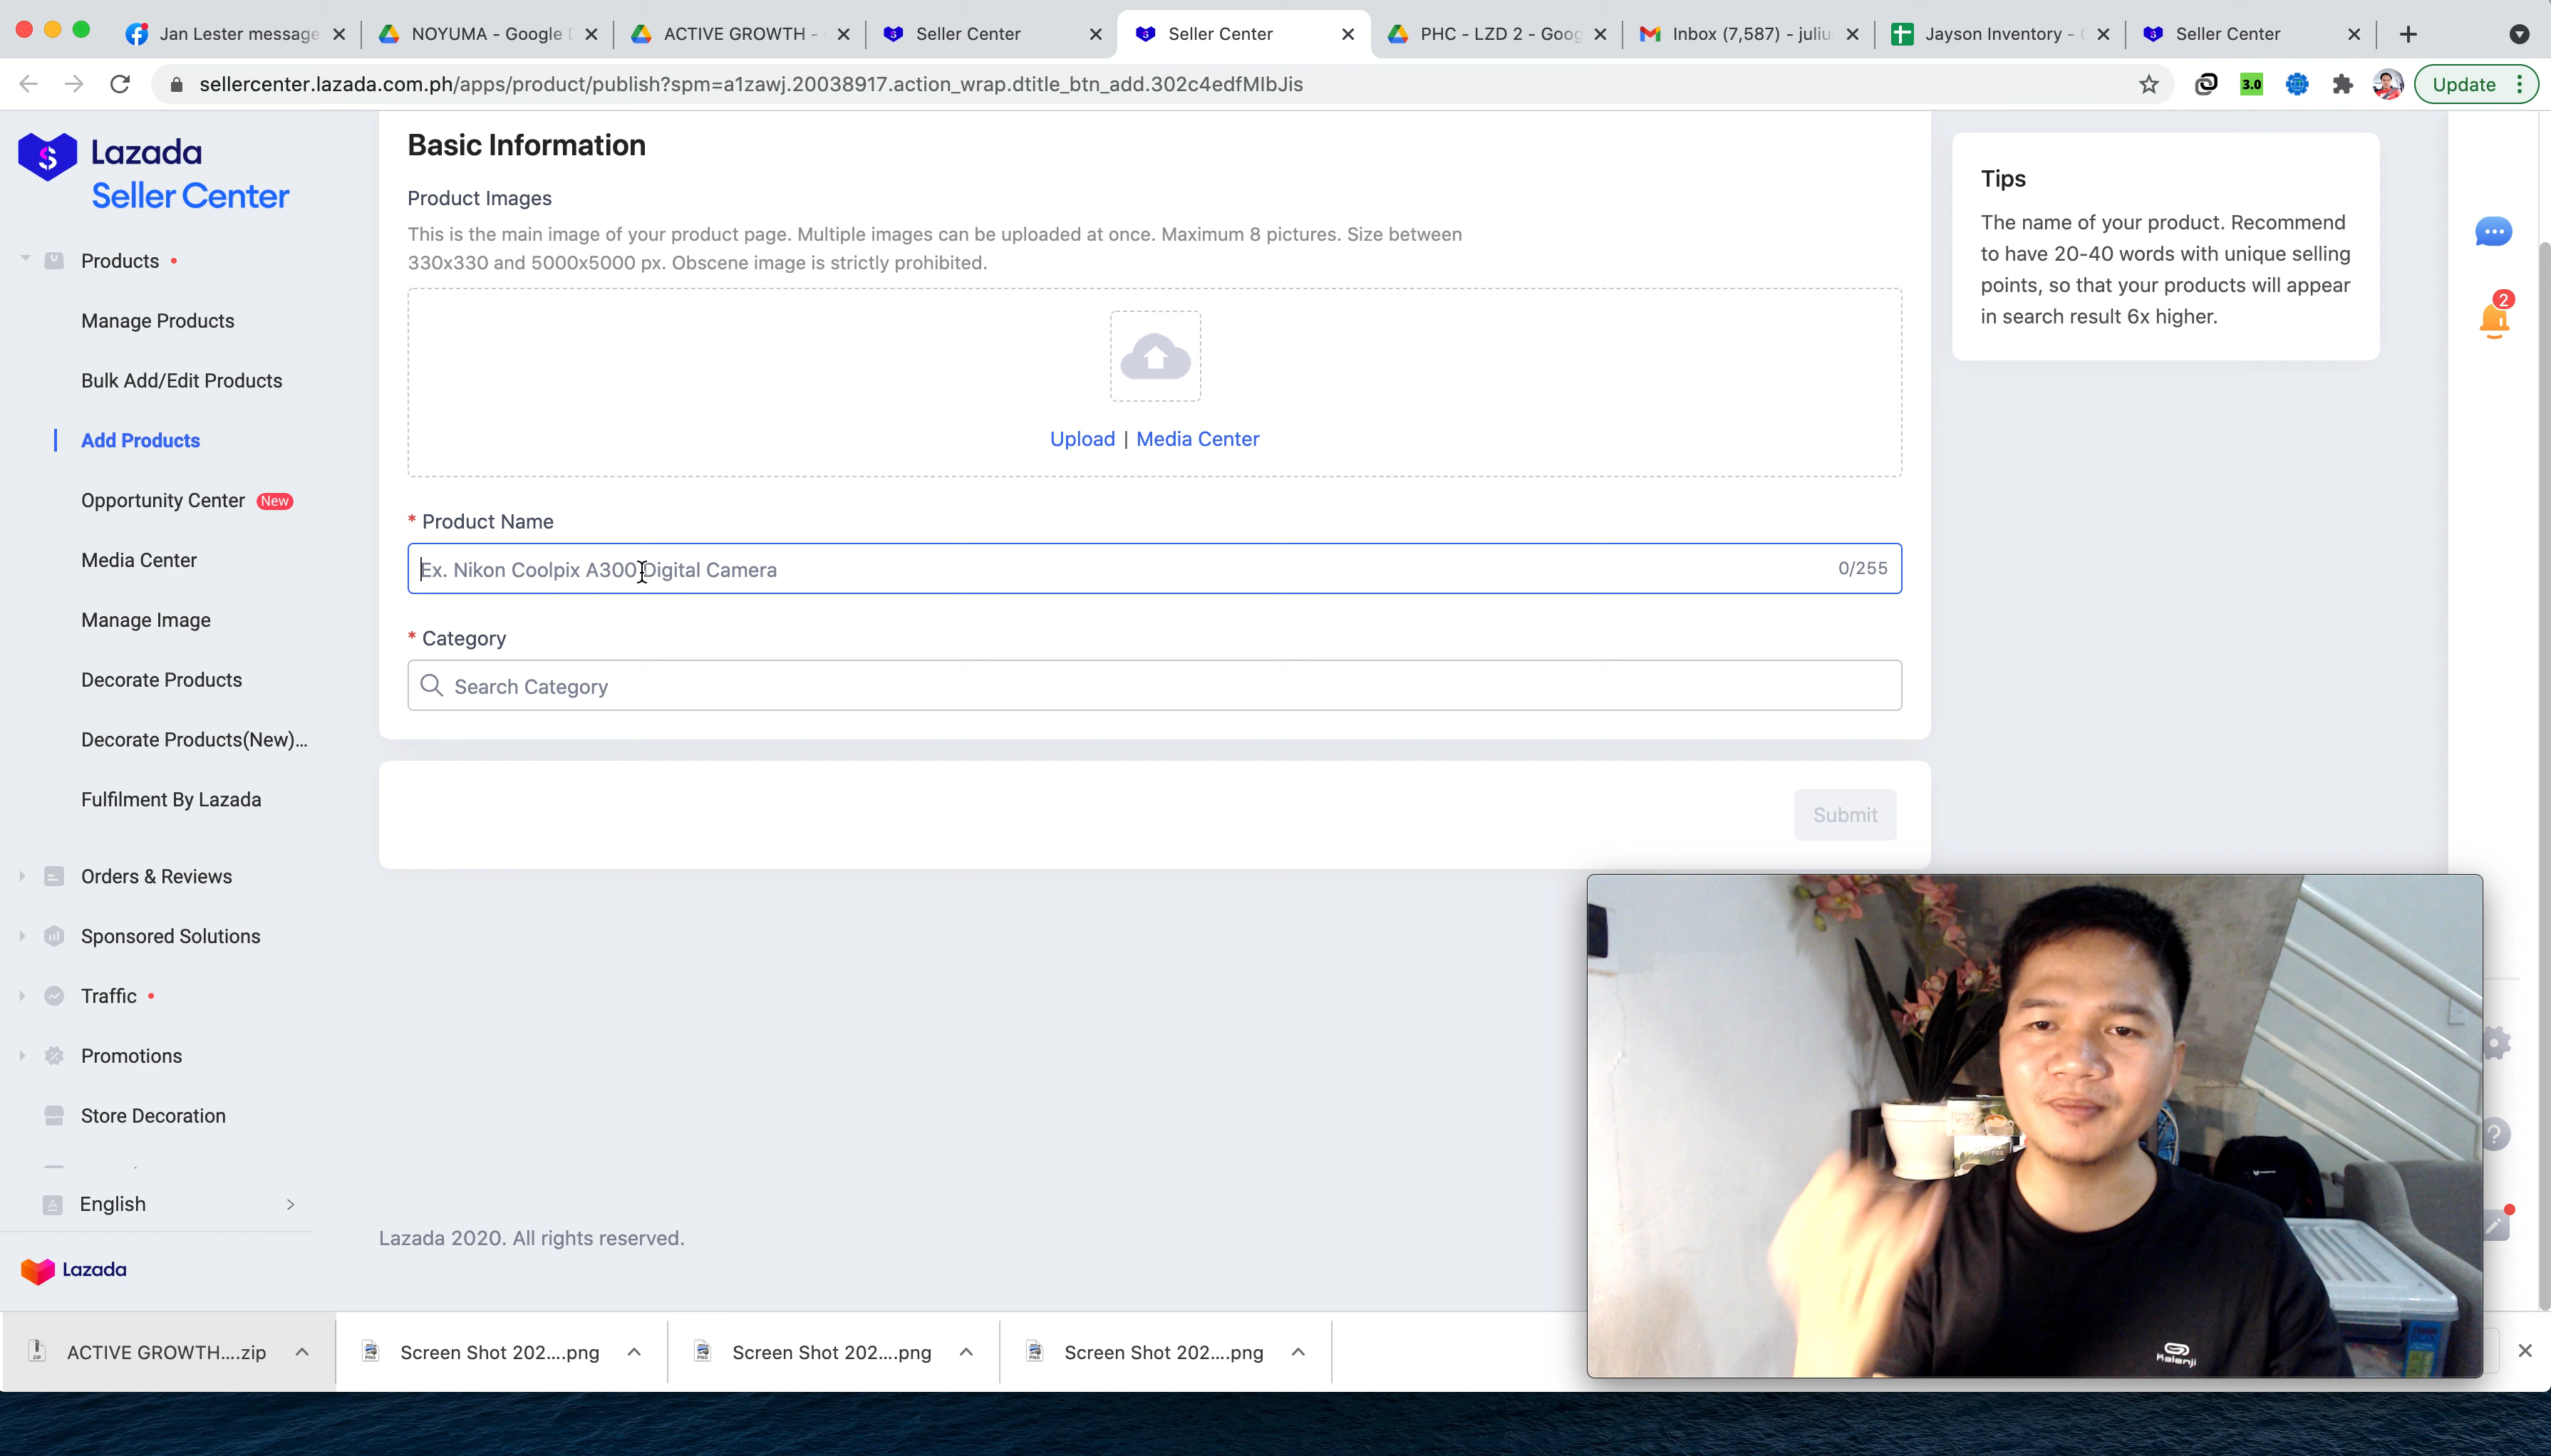 Jan Lester message
NOYUMA - Google D
ACTIVE GROWTH -
Seller Center
Seller Center
PHC - LZD 2 - Goog
Inbox (7,587) - juliu
Jayson Inventory -
Seller Center
sellercenter.lazada.com.ph/apps/product/publish?spm=a1zawj.20038917.action_wrap.dtitle_btn_add.302c4edfMIbJis
3.0
Update
Lazada
Seller Center
Products
Manage Products
Bulk Add/Edit Products
Add Products
Opportunity Center New
Media Center
Manage Image
Decorate Products
Decorate Products(New)...
Fulfilment By Lazada
Orders & Reviews
Sponsored Solutions
Traffic
Promotions
Store Decoration
English
Lazada
Basic Information
Product Images
This is the main image of your product page. Multiple images can be uploaded at once. Maximum 8 pictures. Size between
330x330 and 5000x5000 px. Obscene image is strictly prohibited.
Upload | Media Center
* Product Name
Ex. Nikon Coolpix A300 Digital Camera
0/255
* Category
Search Category
Submit
Lazada 2020. All rights reserved.
Tips
The name of your product. Recommend
to have 20-40 words with unique selling
points, so that your products will appear
in search result 6x higher.
2
Kalenji
ACTIVE GROWTH....zip
Screen Shot 202....png
Screen Shot 202....png
Screen Shot 202....png